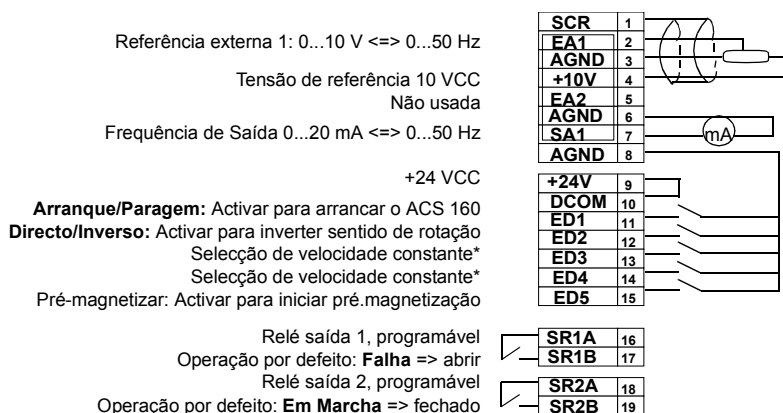 SCR 1
Referência externa 1: 0...10 V <=> 0...50 Hz EA1 2
AGND 3
Tensão de referência 10 VCC +10V 4
Não usada EA2 5
AGND 6
Frequência de Saída 0...20 mA <=> 0...50 Hz SA1 7 mA
AGND 8
+24 VCC +24V 9
DCOM 10
Arranque/Paragem: Activar para arrancar o ACS 160 ED1 11
Directo/Inverso: Activar para inverter sentido de rotação ED2 12
Selecção de velocidade constante* ED3 13
Selecção de velocidade constante* ED4 14
Pré-magnetizar: Activar para iniciar pré.magnetização ED5 15
Relé saída 1, programável SR1A 16
Operação por defeito: Falha => abrir SR1B 17
Relé saída 2, programável SR2A 18
Operação por defeito: Em Marcha => fechado SR2B 19